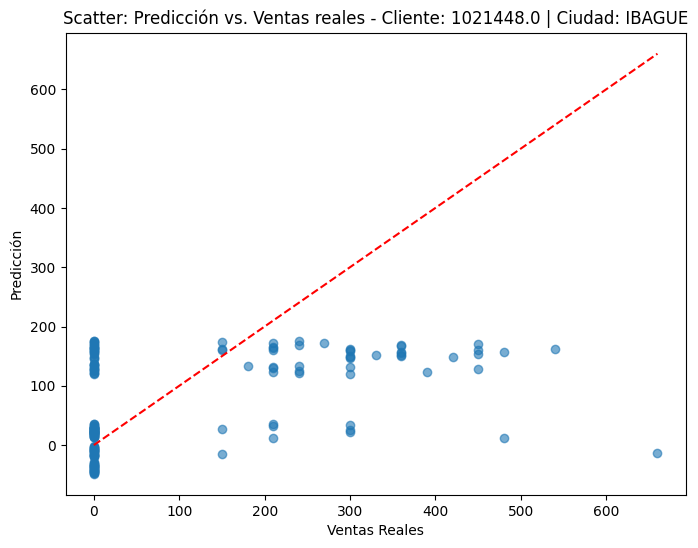 Scatter: Predicción vs. Ventas reales - Cliente: 1021448.0 | Ciudad: IBAGUE
600
500
400
300
200
100
0
Predicción
0 100 200 300 400 500 600
Ventas Reales